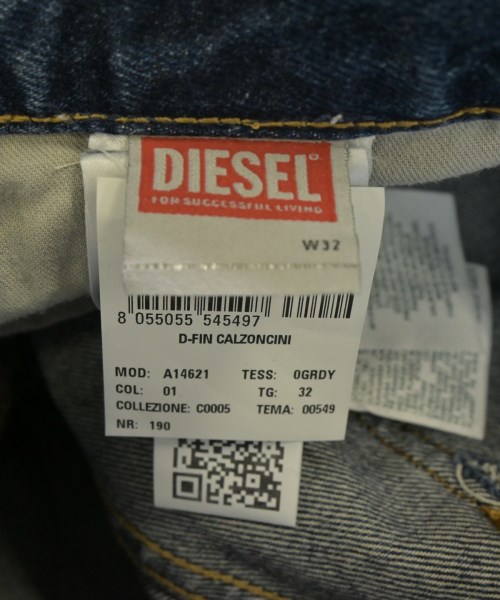 DIESEL
FOR SUCCESSFUL LIVING
W32
8 055055 545497
D-FIN CALZONCINI
MOD: A14621 TESS: 0GRDY
COL: 01 TG: 32
COLLEZIONE: C0005 TEMA: 00549
NR: 190